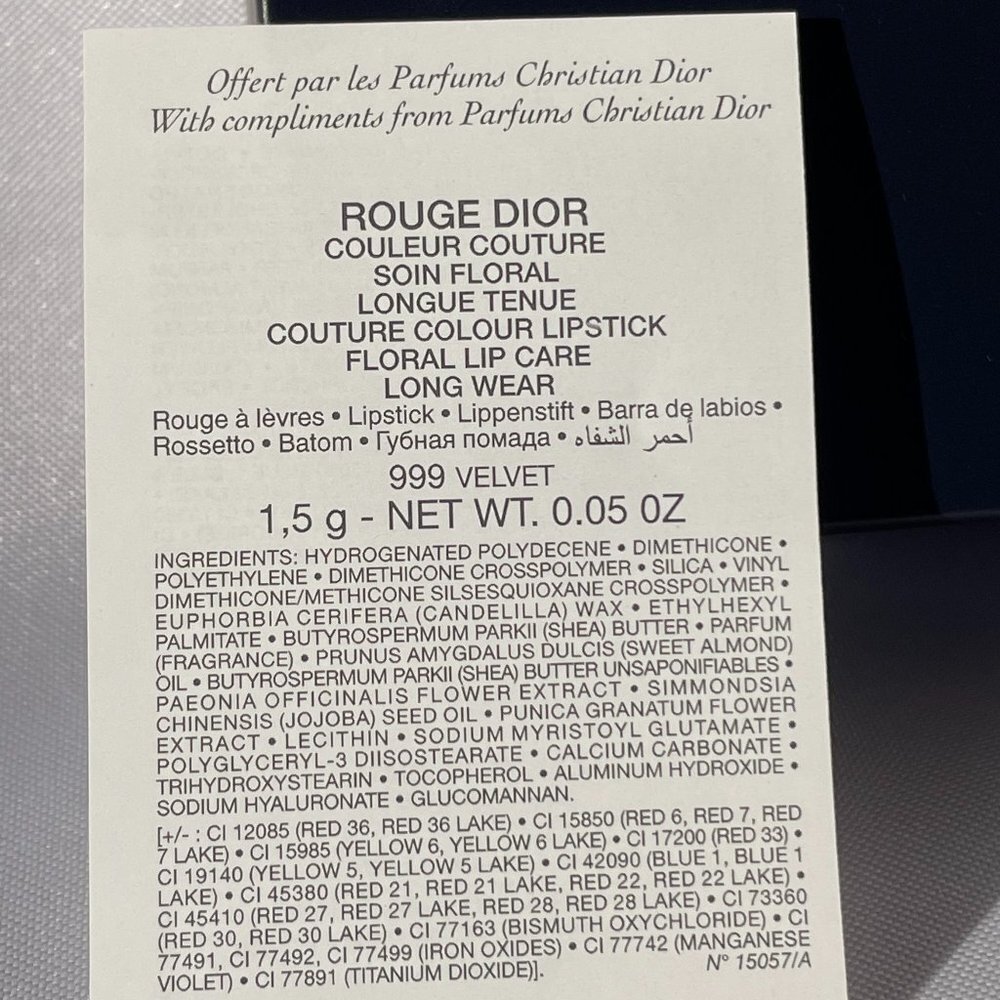 Offert par les Parfums Christian Dior
With compliments from Parfums Christian Dior
ROUGE DIOR
COULEUR COUTURE
SOIN FLORAL
LONGUE TENUE
COUTURE COLOUR LIPSTICK
FLORAL LIP CARE
LONG WEAR
Rouge à lèvres • Lipstick • Lippenstift • Barra de labios •
Rossetto • Batom • Губная помада • أحمر الشفاه
999 VELVET
1,5 g - NET WT. 0.05 OZ
INGREDIENTS: HYDROGENATED POLYDECENE • DIMETHICONE •
POLYETHYLENE • DIMETHICONE CROSSPOLYMER • SILICA • VINYL
DIMETHICONE/METHICONE SILSESQUIOXANE CROSSPOLYMER •
EUPHORBIA CERIFERA (CANDELILLA) WAX • ETHYLHEXYL
PALMITATE • BUTYROSPERMUM PARKII (SHEA) BUTTER • PARFUM
(FRAGRANCE) • PRUNUS AMYGDALUS DULCIS (SWEET ALMOND)
OIL • BUTYROSPERMUM PARKII (SHEA) BUTTER UNSAPONIFIABLES •
PAEONIA OFFICINALIS FLOWER EXTRACT • SIMMONDSIA
CHINENSIS (JOJOBA) SEED OIL • PUNICA GRANATUM FLOWER
EXTRACT • LECITHIN • SODIUM MYRISTOYL GLUTAMATE •
POLYGLYCERYL-3 DIISOSTEARATE • CALCIUM CARBONATE •
TRIHYDROXYSTEARIN • TOCOPHEROL • ALUMINUM HYDROXIDE •
SODIUM HYALURONATE • GLUCOMANNAN.
[+/- : CI 12085 (RED 36, RED 36 LAKE) • CI 15850 (RED 6, RED 7, RED
7 LAKE) • CI 15985 (YELLOW 6, YELLOW 6 LAKE) • CI 17200 (RED 33) •
CI 19140 (YELLOW 5, YELLOW 5 LAKE) • CI 42090 (BLUE 1, BLUE 1
LAKE) • CI 45380 (RED 21, RED 21 LAKE, RED 22, RED 22 LAKE) •
CI 45410 (RED 27, RED 27 LAKE, RED 28, RED 28 LAKE) • CI 73360
(RED 30, RED 30 LAKE) • CI 77163 (BISMUTH OXYCHLORIDE) • CI
77491, CI 77492, CI 77499 (IRON OXIDES) • CI 77742 (MANGANESE
VIOLET) • CI 77891 (TITANIUM DIOXIDE)].
N° 15057/A